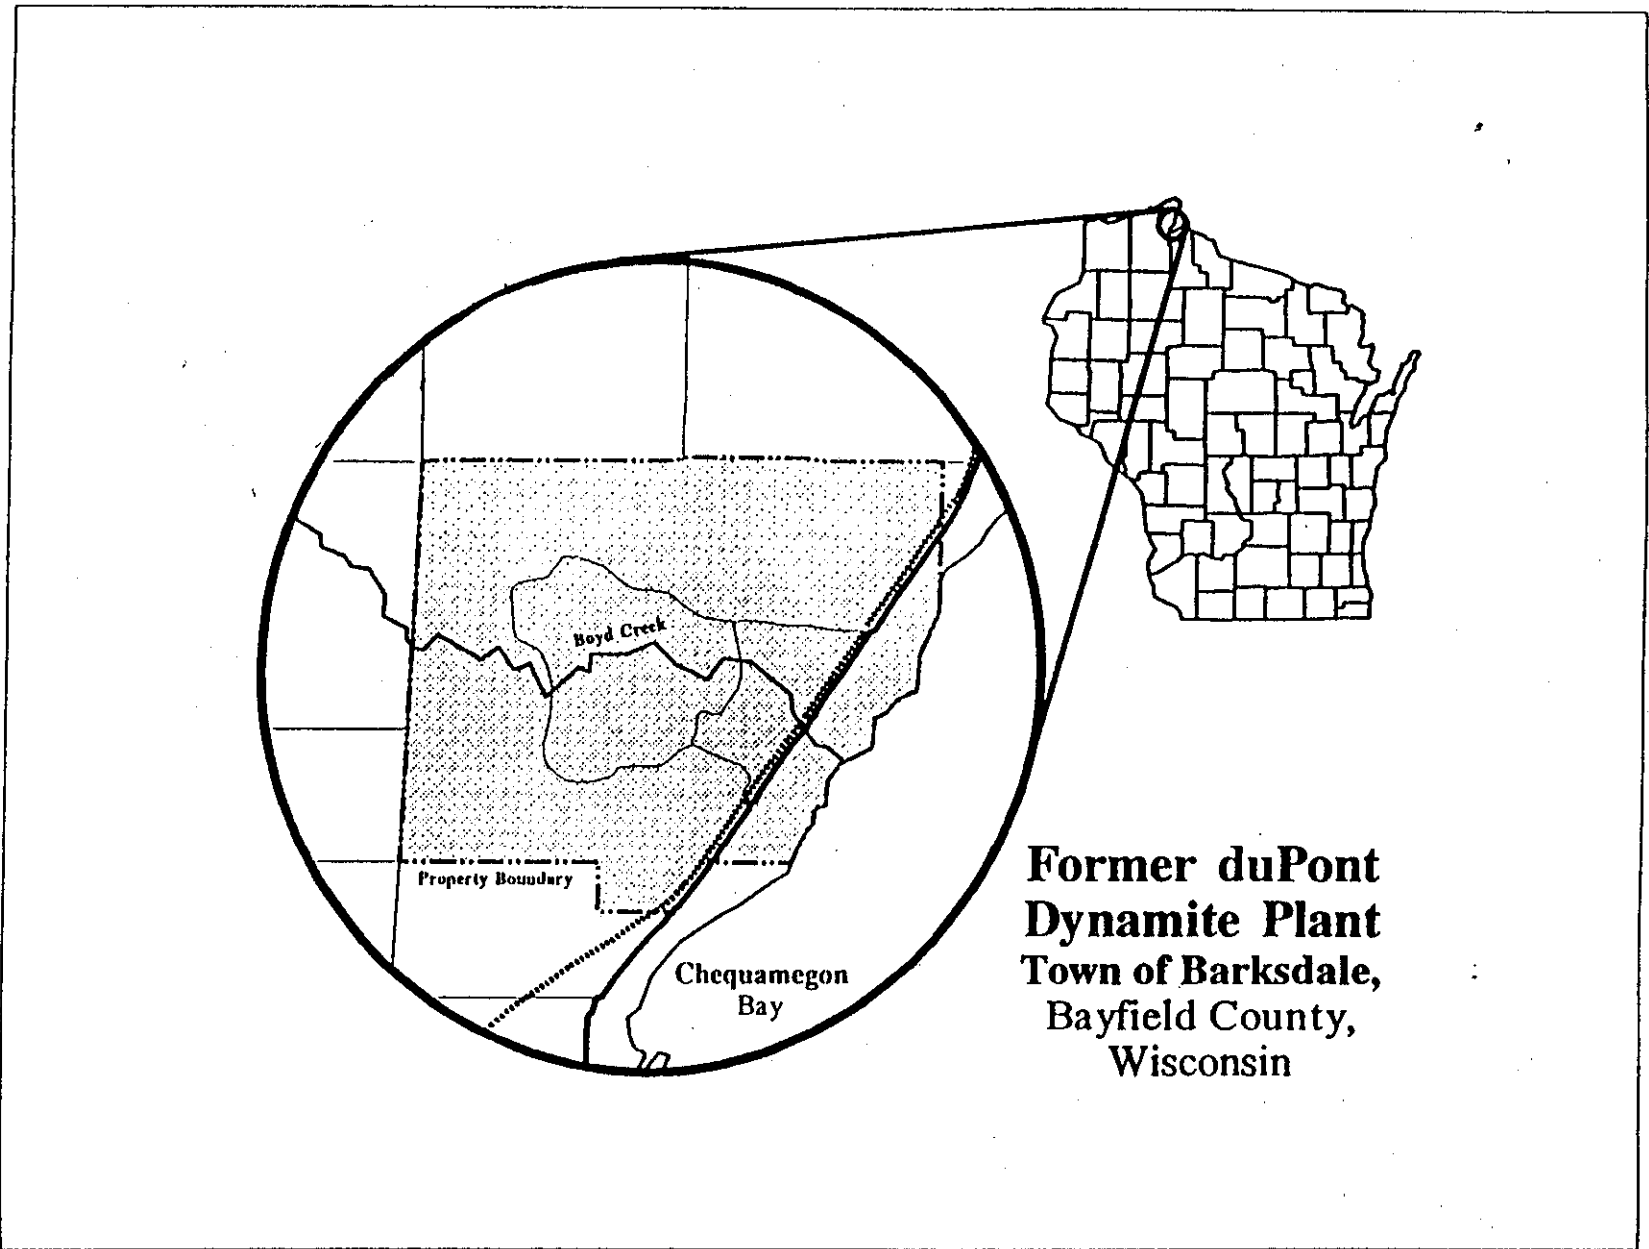 Boyd Creek
Property Boundary
Chequamegon
Bay
Former duPont
Dynamite Plant
Town of Barksdale,
Bayfield County,
Wisconsin